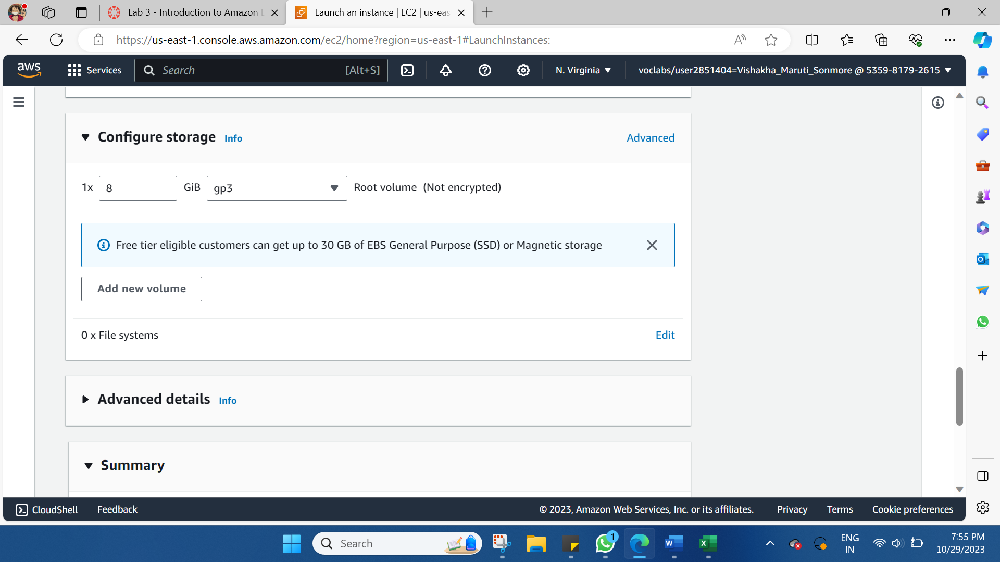 Lab 3 - Introduction to Amazon E
Launch an instance | EC2 | us-eas
https://us-east-1.console.aws.amazon.com/ec2/home?region=us-east-1#LaunchInstances:
aws
Services
Search
[Alt+S]
N. Virginia
voclabs/user2851404=Vishakha_Maruti_Sonmore @ 5359-8179-2615
Configure storage Info
Advanced
1x 8 GiB gp3 Root volume (Not encrypted)
Free tier eligible customers can get up to 30 GB of EBS General Purpose (SSD) or Magnetic storage
Add new volume
0 x File systems
Edit
Advanced details Info
Summary
CloudShell
Feedback
© 2023, Amazon Web Services, Inc. or its affiliates.
Privacy
Terms
Cookie preferences
Search
1
ENG
IN
7:55 PM
10/29/2023